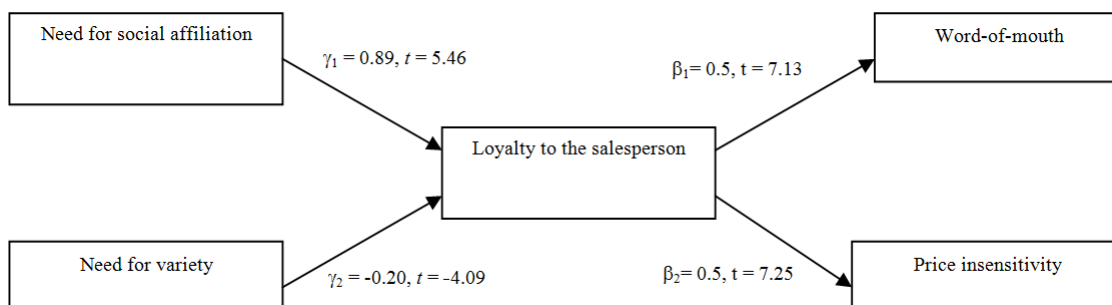 Need for social affiliation
Word-of-mouth
γ₁ = 0.89, t = 5.46
β₁= 0.5, t = 7.13
Loyalty to the salesperson
Need for variety
γ₂ = -0.20, t = -4.09
β₂= 0.5, t = 7.25
Price insensitivity